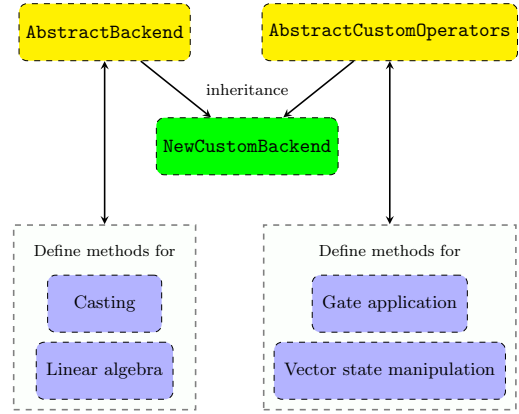 AbstractBackend
AbstractCustomOperators
inheritance
NewCustomBackend
Define methods for
Casting
Linear algebra
Define methods for
Gate application
Vector state manipulation